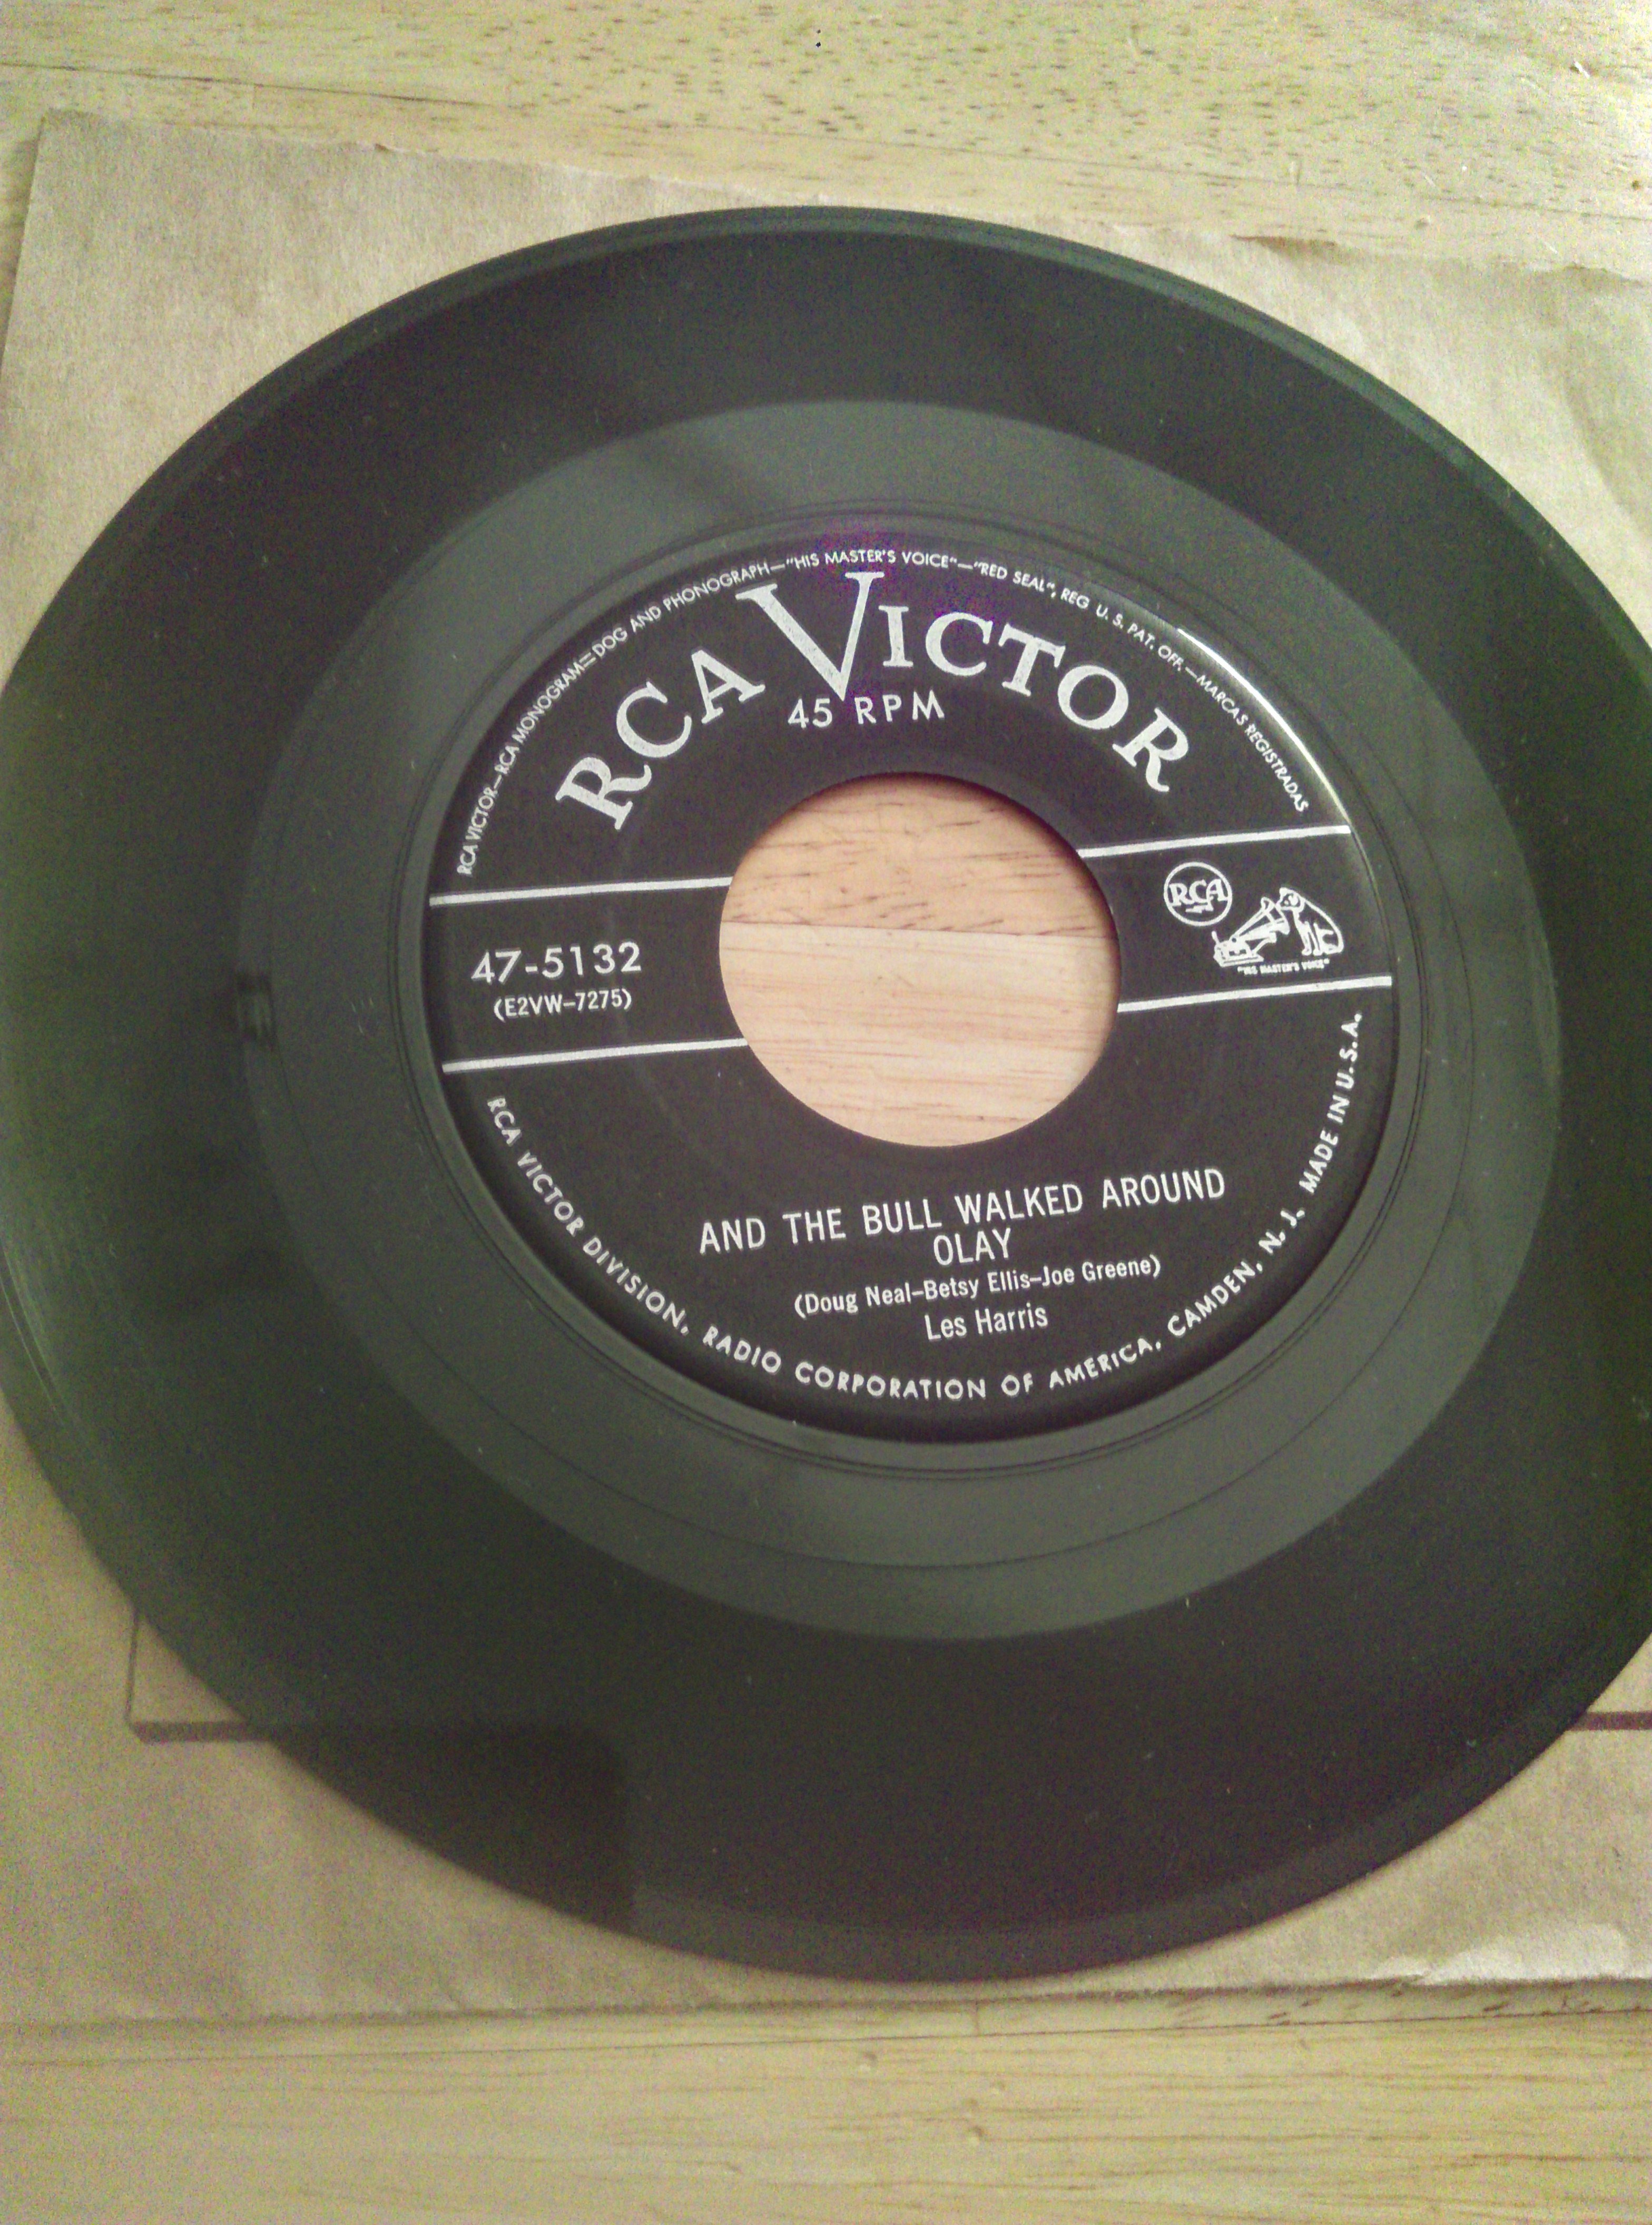 RCA VICTOR—RCA MONOGRAM—DOG AND PHONOGRAPH—"HIS MASTER'S VOICE"—"RED SEAL", REG U. S. PAT. OFF.—MARCAS REGISTRADAS
RCA VICTOR
45 RPM
RCA
"HIS MASTER'S VOICE"
47-5132
(E2VW-7275)
AND THE BULL WALKED AROUND
OLAY
(Doug Neal-Betsy Ellis-Joe Greene)
Les Harris
RCA VICTOR DIVISION, RADIO CORPORATION OF AMERICA, CAMDEN, N. J. MADE IN U.S.A.